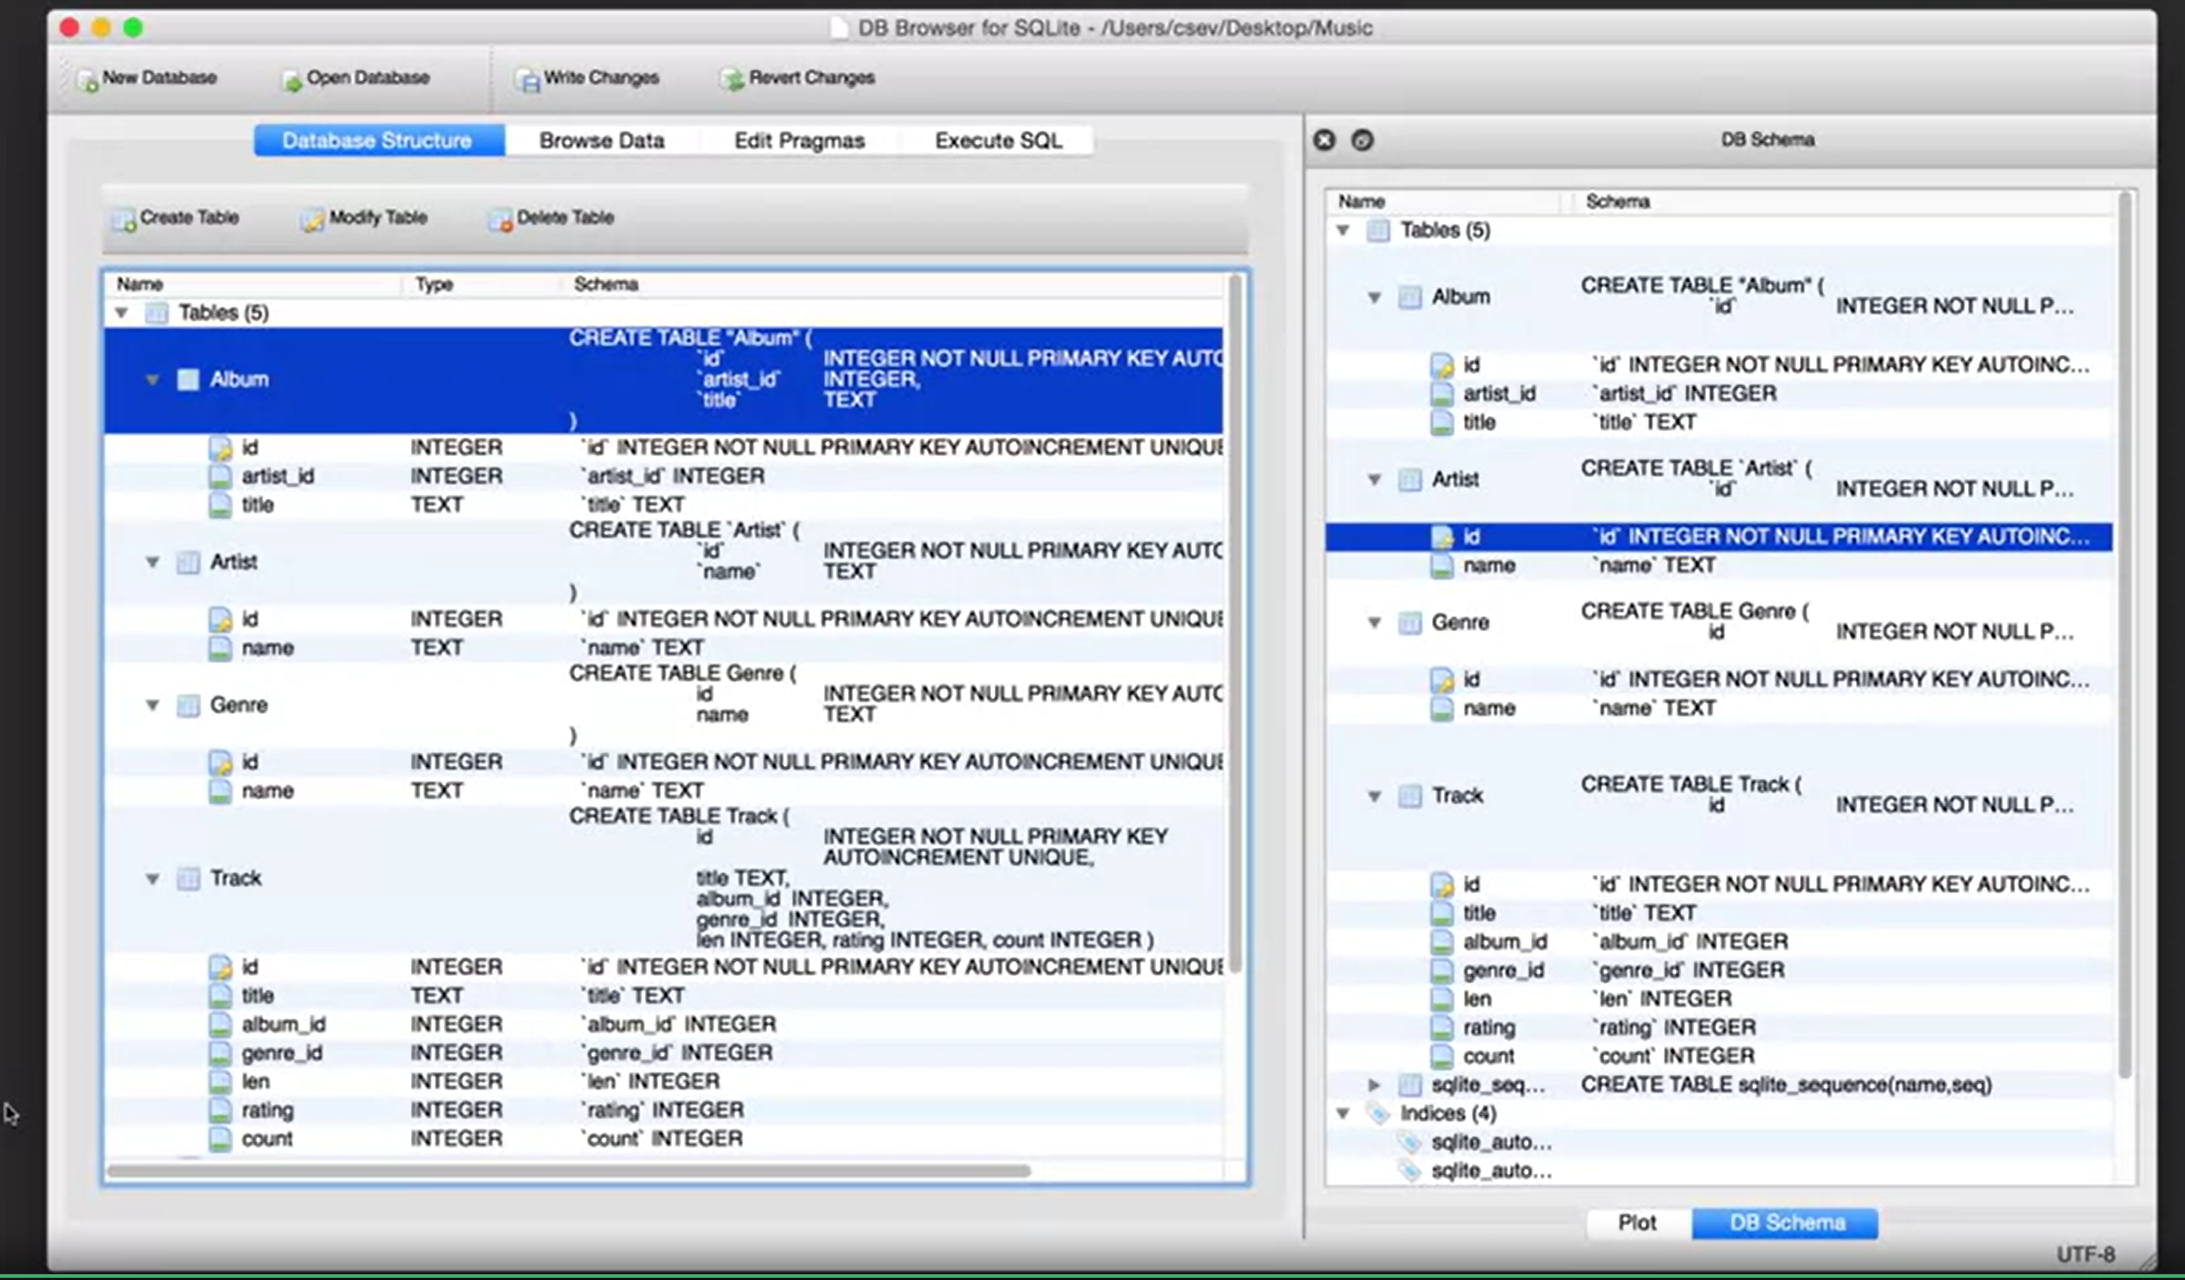 DB Browser for SQLite - /Users/csev/Desktop/Music
New Database Open Database Write Changes Revert Changes
Database Structure Browse Data Edit Pragmas Execute SQL
Create Table Modify Table Delete Table
Name Type Schema
Tables (5)
Album CREATE TABLE "Album" (
`id` INTEGER NOT NULL PRIMARY KEY AUTO
`artist_id` INTEGER,
`title` TEXT
)
id INTEGER `id` INTEGER NOT NULL PRIMARY KEY AUTOINCREMENT UNIQUE
artist_id INTEGER `artist_id` INTEGER
title TEXT `title` TEXT
Artist CREATE TABLE `Artist` (
`id` INTEGER NOT NULL PRIMARY KEY AUTO
`name` TEXT
)
id INTEGER `id` INTEGER NOT NULL PRIMARY KEY AUTOINCREMENT UNIQUE
name TEXT `name` TEXT
Genre CREATE TABLE Genre (
id INTEGER NOT NULL PRIMARY KEY AUTO
name TEXT
)
id INTEGER `id` INTEGER NOT NULL PRIMARY KEY AUTOINCREMENT UNIQUE
name TEXT `name` TEXT
Track CREATE TABLE Track (
id INTEGER NOT NULL PRIMARY KEY
AUTOINCREMENT UNIQUE,
title TEXT,
album_id INTEGER,
genre_id INTEGER,
len INTEGER, rating INTEGER, count INTEGER )
id INTEGER `id` INTEGER NOT NULL PRIMARY KEY AUTOINCREMENT UNIQUE
title TEXT `title` TEXT
album_id INTEGER `album_id` INTEGER
genre_id INTEGER `genre_id` INTEGER
len INTEGER `len` INTEGER
rating INTEGER `rating` INTEGER
count INTEGER `count` INTEGER
DB Schema
Name Schema
Tables (5)
Album CREATE TABLE "Album" (
`id` INTEGER NOT NULL P...
id `id` INTEGER NOT NULL PRIMARY KEY AUTOINC...
artist_id `artist_id` INTEGER
title `title` TEXT
Artist CREATE TABLE `Artist` (
`id` INTEGER NOT NULL P...
id `id` INTEGER NOT NULL PRIMARY KEY AUTOINC...
name `name` TEXT
Genre CREATE TABLE Genre (
id INTEGER NOT NULL P...
id `id` INTEGER NOT NULL PRIMARY KEY AUTOINC...
name `name` TEXT
Track CREATE TABLE Track (
id INTEGER NOT NULL P...
id `id` INTEGER NOT NULL PRIMARY KEY AUTOINC...
title `title` TEXT
album_id `album_id` INTEGER
genre_id `genre_id` INTEGER
len `len` INTEGER
rating `rating` INTEGER
count `count` INTEGER
sqlite_seq... CREATE TABLE sqlite_sequence(name,seq)
Indices (4)
sqlite_auto...
sqlite_auto...
Plot DB Schema
UTF-8